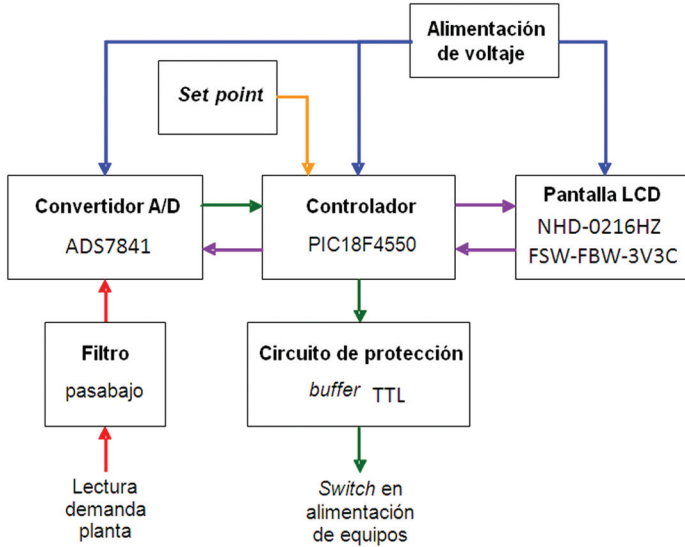 Alimentación
de voltaje
Set point
Convertidor A/D
ADS7841
Controlador
PIC18F4550
Pantalla LCD
NHD-0216HZ
FSW-FBW-3V3C
Filtro
pasabajo
Circuito de protección
buffer TTL
Lectura
demanda
planta
Switch en
alimentación
de equipos